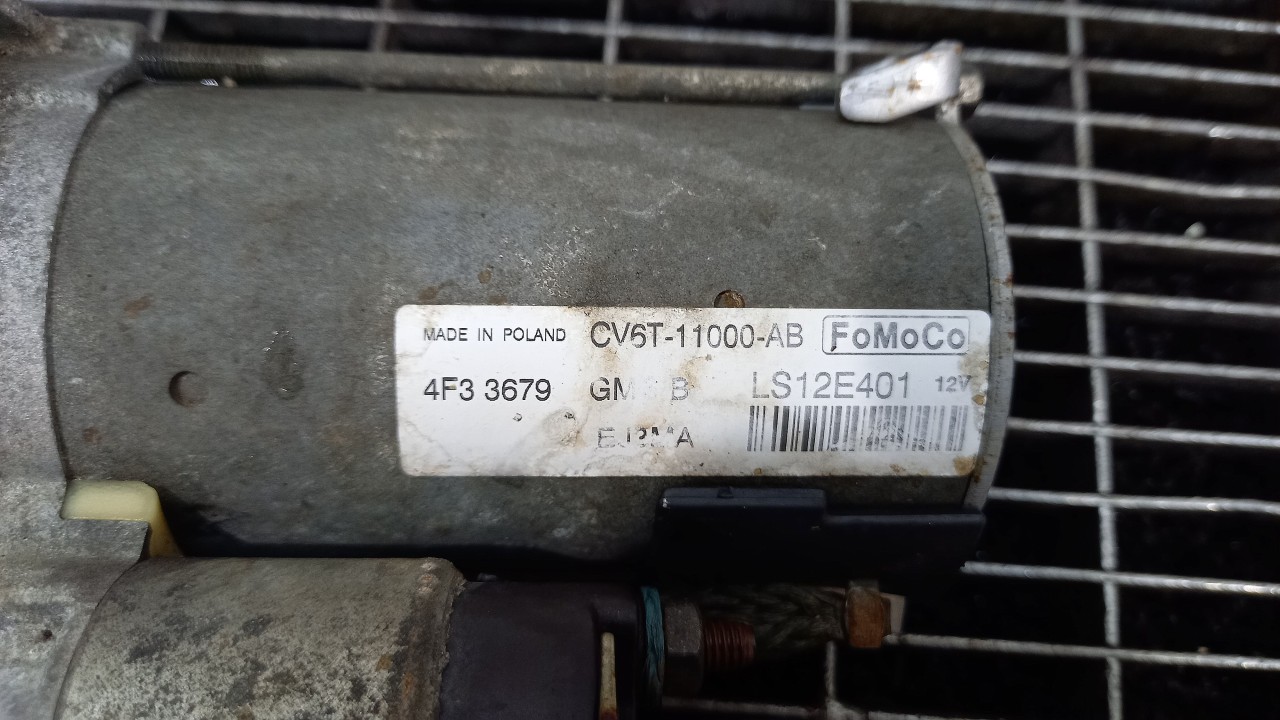 MADE IN POLAND CV6T-11000-AB FoMoCo
4F3 3679 LS12E401 12V